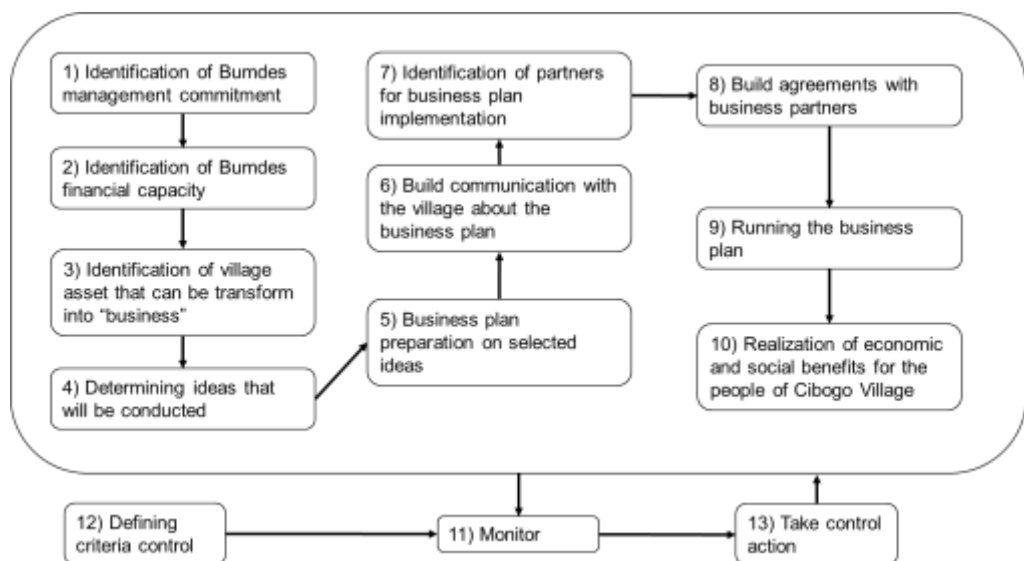 1) Identification of Bumdes
management commitment
2) Identification of Bumdes
financial capacity
3) Identification of village
asset that can be transform
into “business”
4) Determining ideas that
will be conducted
5) Business plan
preparation on selected
ideas
6) Build communication with
the village about the
business plan
7) Identification of partners
for business plan
implementation
8) Build agreements with
business partners
9) Running the business
plan
10) Realization of economic
and social benefits for the
people of Cibogo Village
12) Defining
criteria control
11) Monitor
13) Take control
action